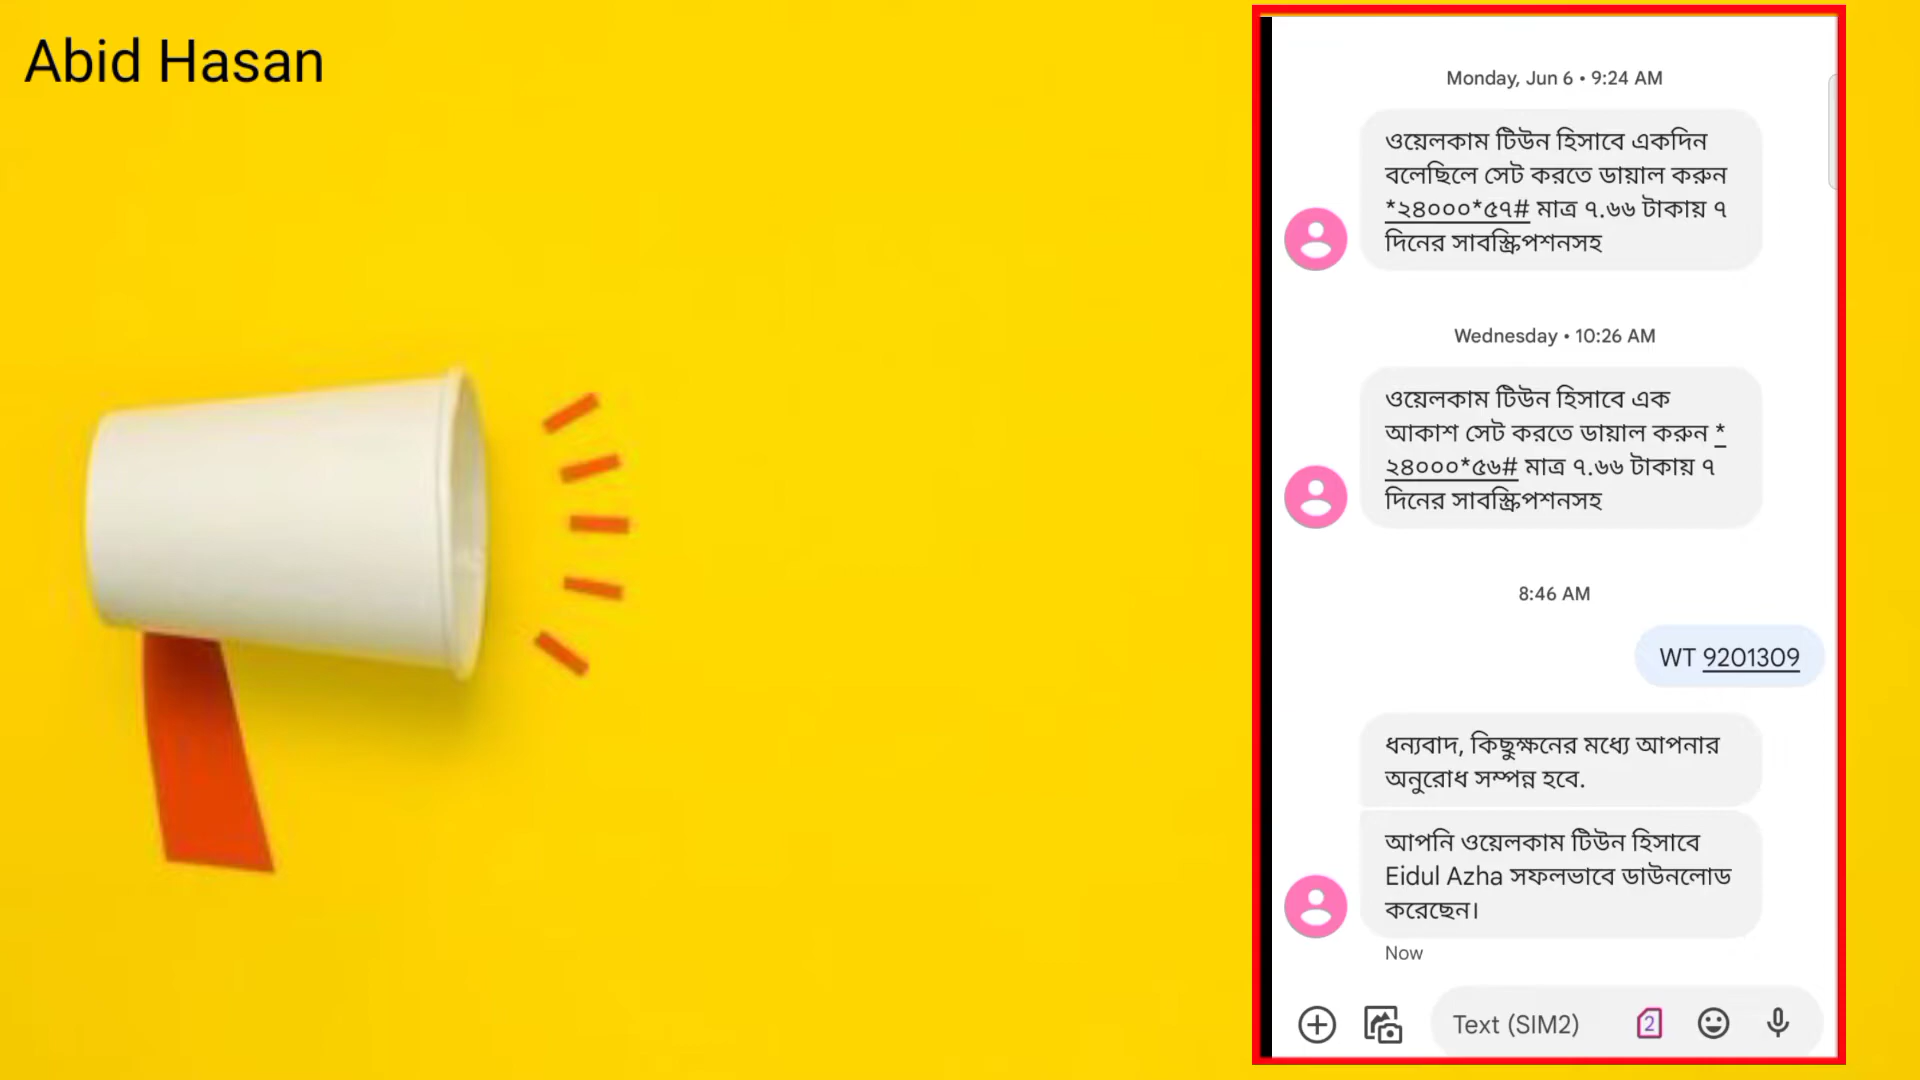 Abid Hasan
Monday, Jun 6 • 9:24 AM
ওয়েলকাম টিউন হিসাবে একদিন
বলেছিলে সেট করতে ডায়াল করুন
*২৪০০০*৫৭# মাত্র ৭.৬৬ টাকায় ৭
দিনের সাবস্ক্রিপশনসহ
Wednesday • 10:26 AM
ওয়েলকাম টিউন হিসাবে এক
আকাশ সেট করতে ডায়াল করুন *
২৪০০০*৫৬# মাত্র ৭.৬৬ টাকায় ৭
দিনের সাবস্ক্রিপশনসহ
8:46 AM
WT 9201309
ধন্যবাদ, কিছুক্ষনের মধ্যে আপনার
অনুরোধ সম্পন্ন হবে.
আপনি ওয়েলকাম টিউন হিসাবে
Eidul Azha সফলভাবে ডাউনলোড
করেছেন।
Now
Text (SIM2)
2